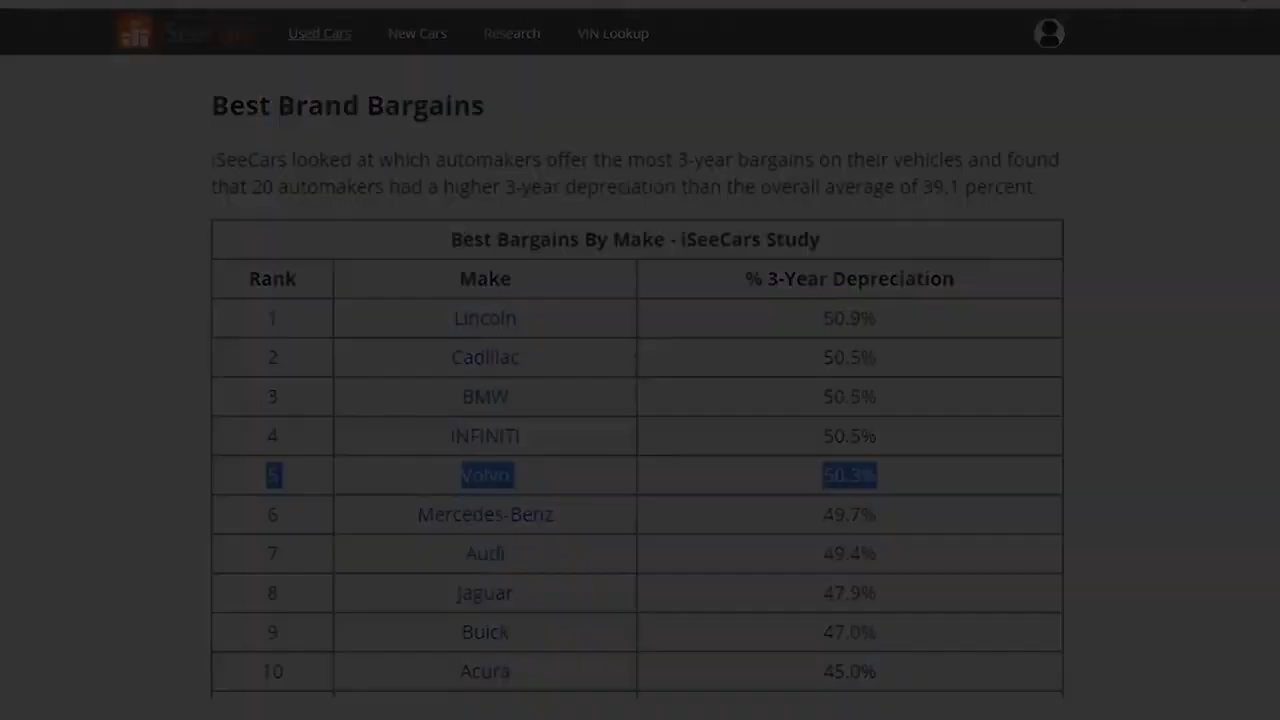 Used Cars New Cars Research VIN Lookup
Best Brand Bargains
iSeeCars looked at which automakers offer the most 3-year bargains on their vehicles and found
that 20 automakers had a higher 3-year depreciation than the overall average of 39.1 percent.
Best Bargains By Make - iSeeCars Study
Rank Make % 3-Year Depreciation
1 Lincoln 50.9%
2 Cadillac 50.5%
3 BMW 50.5%
4 INFINITI 50.5%
5 Volvo 50.3%
6 Mercedes-Benz 49.7%
7 Audi 49.4%
8 Jaguar 47.9%
9 Buick 47.0%
10 Acura 45.0%